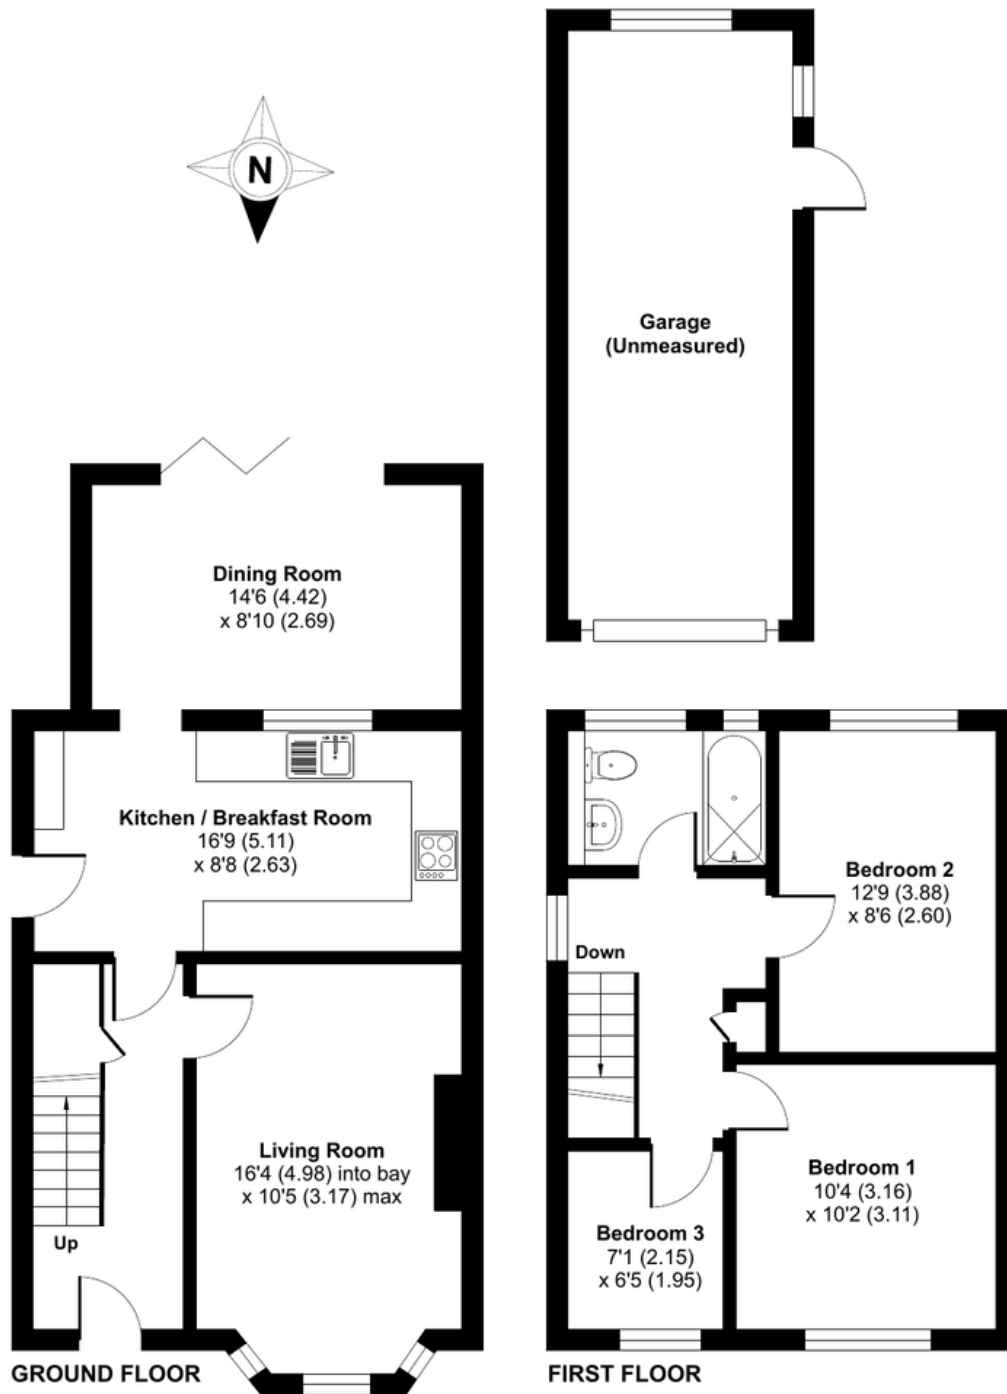 N
Garage
(Unmeasured)
Dining Room
14'6 (4.42)
x 8'10 (2.69)
Kitchen / Breakfast Room
16'9 (5.11)
x 8'8 (2.63)
Living Room
16'4 (4.98) into bay
x 10'5 (3.17) max
Up
GROUND FLOOR
Bedroom 2
12'9 (3.88)
x 8'6 (2.60)
Down
Bedroom 1
10'4 (3.16)
x 10'2 (3.11)
Bedroom 3
7'1 (2.15)
x 6'5 (1.95)
FIRST FLOOR